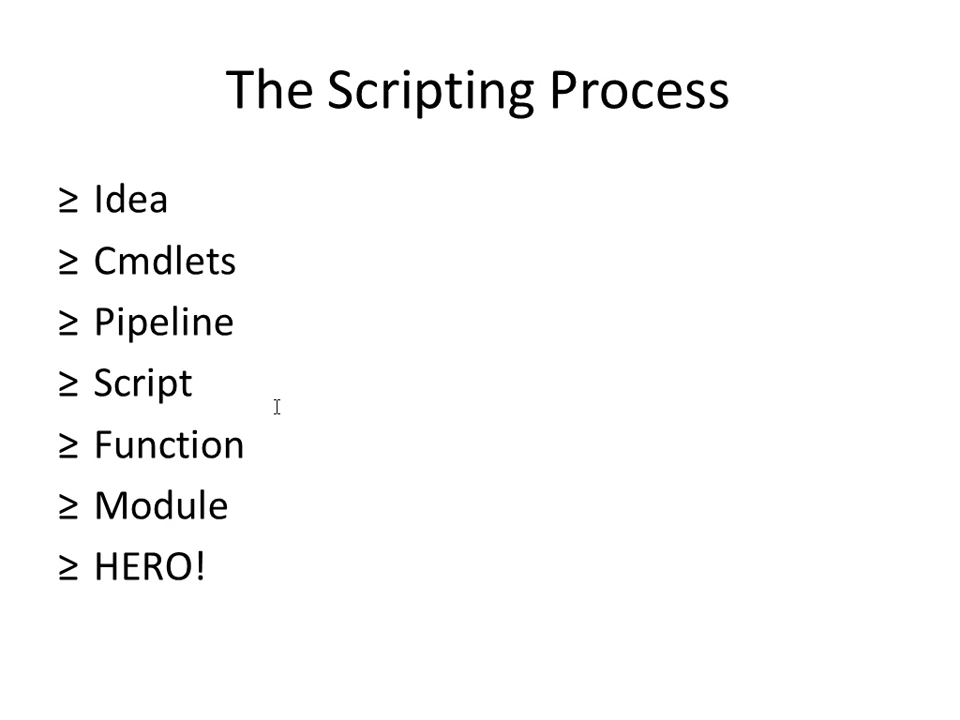 The Scripting Process
≥ Idea
≥ Cmdlets
≥ Pipeline
≥ Script
≥ Function
≥ Module
≥ HERO!